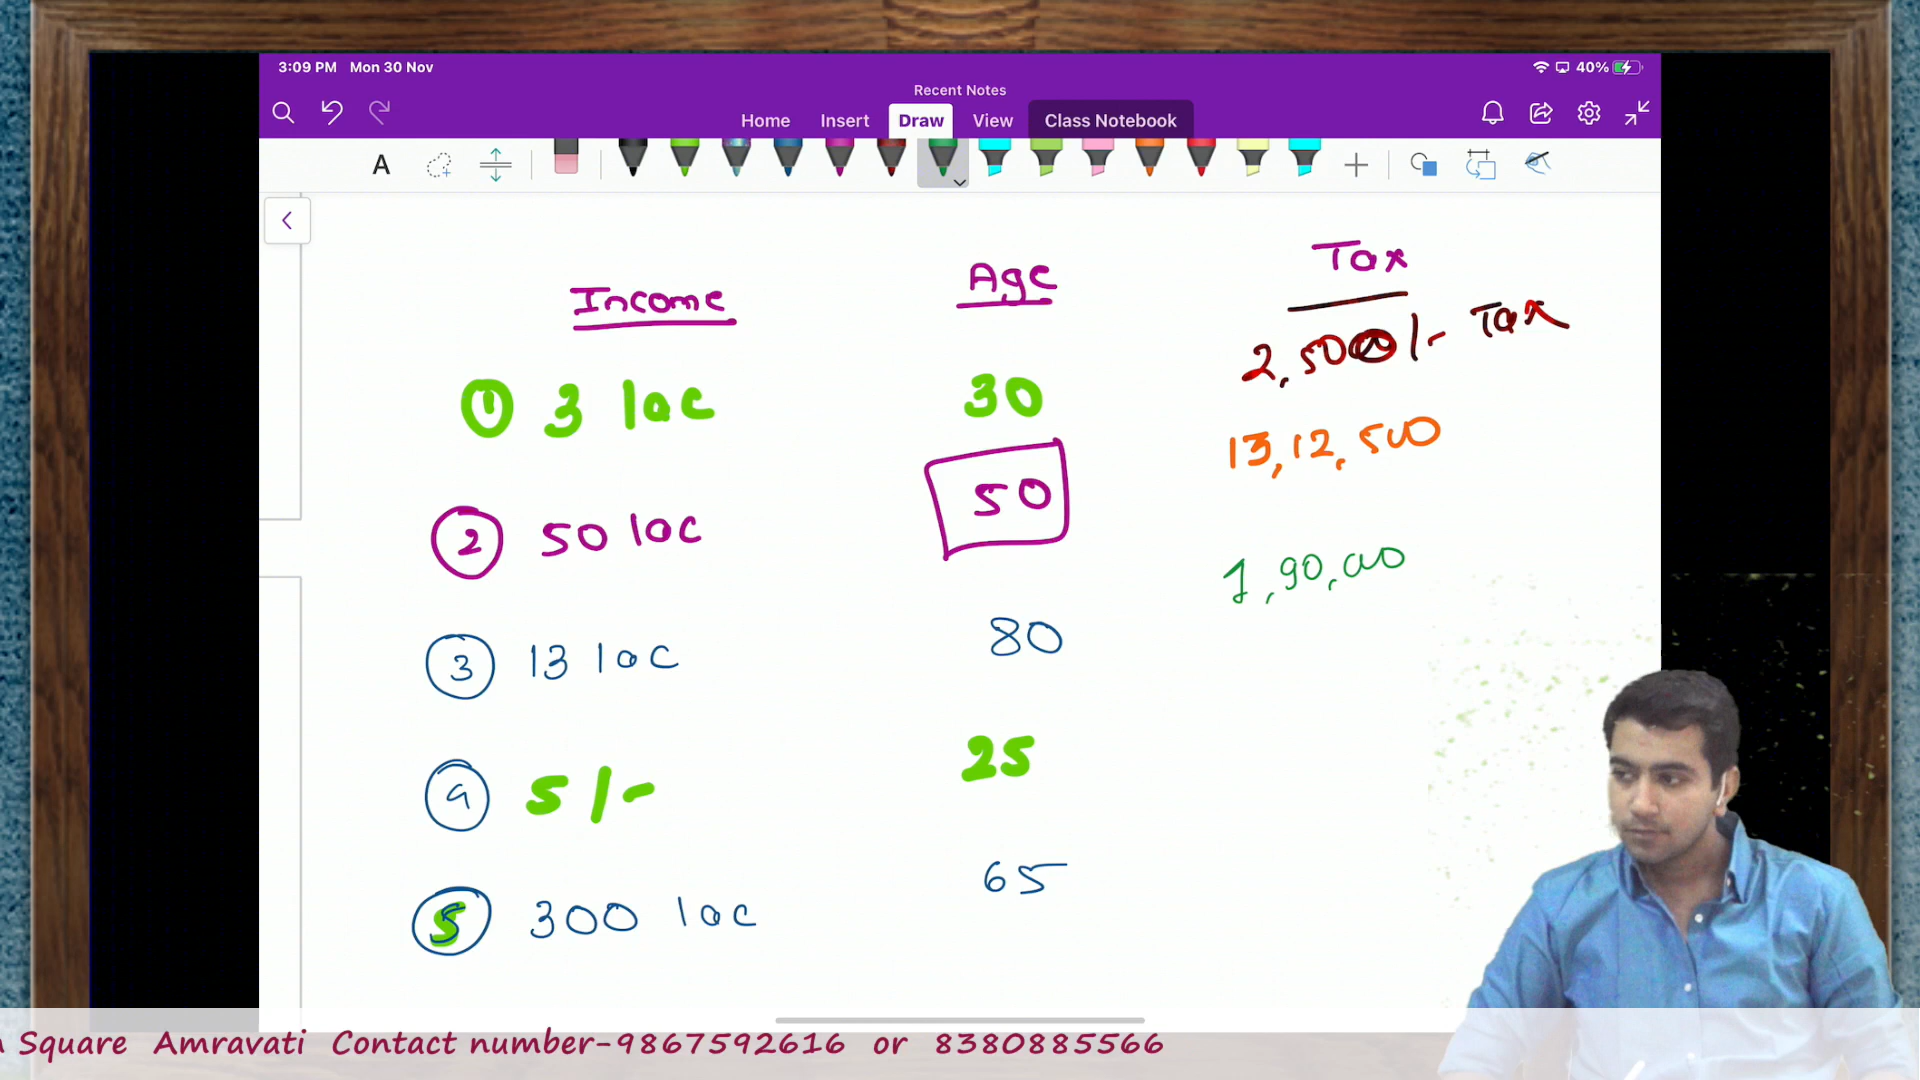 3:09 PM Mon 30 Nov
40%
Recent Notes
Home Insert Draw View Class Notebook
A
Income Age Tax
① 3 lac 30 2,500/- Tax
② 50 lac 50 13,12,500
③ 13 lac 80 1,90,000
④ 5/- 25
⑤ 300 lac 65
Square Amravati Contact number-9867592616 or 8380885566